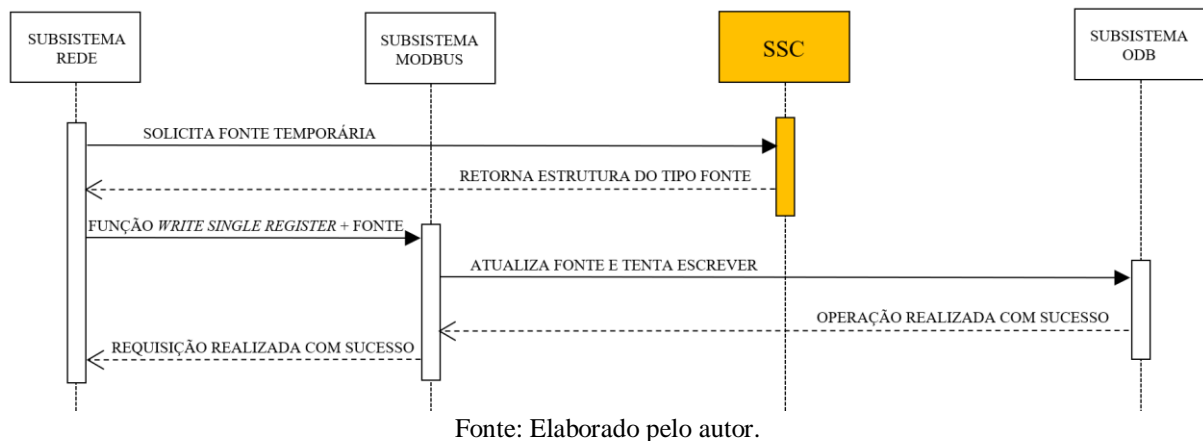 SUBSISTEMA
REDE
SUBSISTEMA
MODBUS
SSC
SUBSISTEMA
ODB
SOLICITA FONTE TEMPORÁRIA
RETORNA ESTRUTURA DO TIPO FONTE
FUNÇÃO WRITE SINGLE REGISTER + FONTE
ATUALIZA FONTE E TENTA ESCREVER
OPERAÇÃO REALIZADA COM SUCESSO
REQUISIÇÃO REALIZADA COM SUCESSO
Fonte: Elaborado pelo autor.